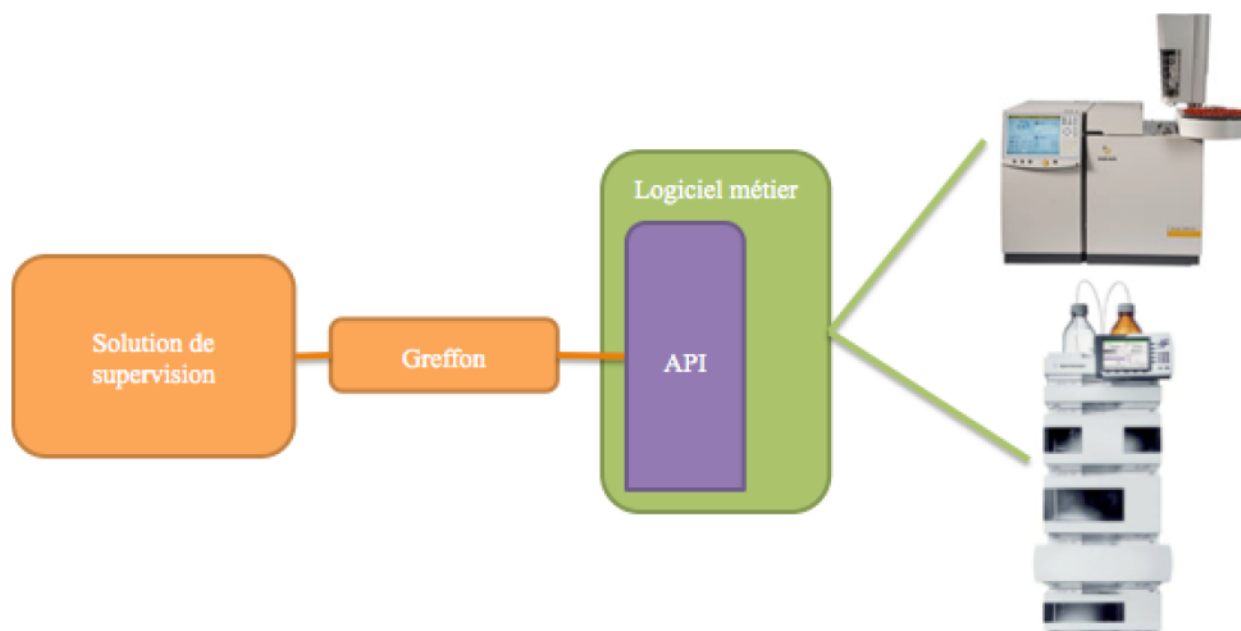 Logiciel métier
Solution de
supervision
Greffon
API